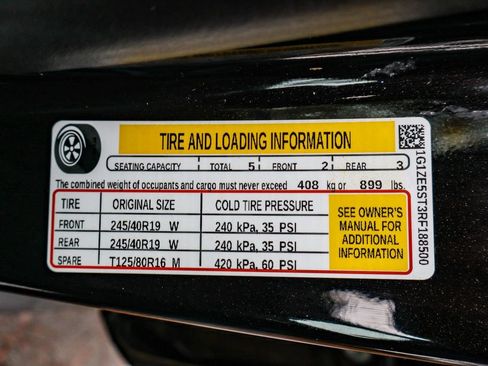 TIRE AND LOADING INFORMATION
SEATING CAPACITY TOTAL 5 FRONT 2 REAR 3
The combined weight of occupants and cargo must never exceed 408 kg or 899 lbs.
TIRE ORIGINAL SIZE COLD TIRE PRESSURE
FRONT 245/40R19 W 240 kPa, 35 PSI
REAR 245/40R19 W 240 kPa, 35 PSI
SPARE T125/80R16 M 420 kPa, 60 PSI
SEE OWNER'S
MANUAL FOR
ADDITIONAL
INFORMATION
1G1ZE5ST3RF188500